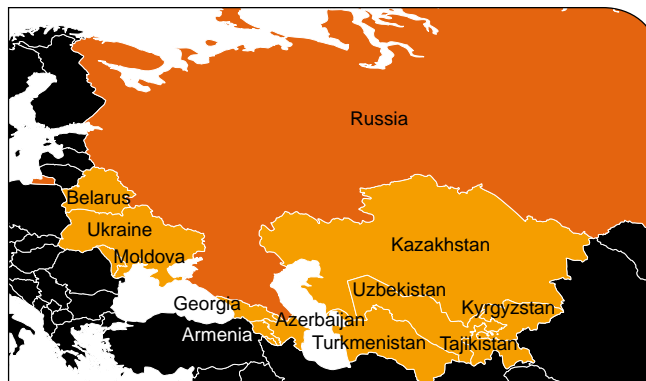 Russia
Belarus
Ukraine
Kazakhstan
Moldova
Uzbekistan
Georgia
Kyrgyzstan
Azerbaijan
Armenia
Turkmenistan
Tajikistan